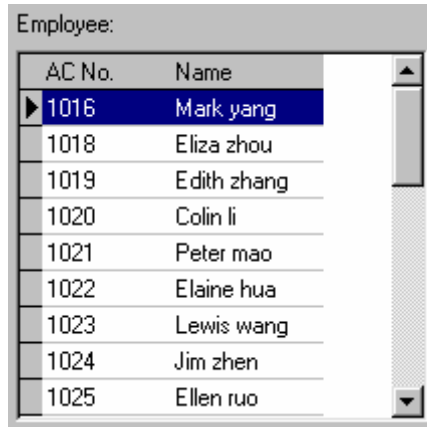 Employee:
AC No. Name
1016 Mark yang
1018 Eliza zhou
1019 Edith zhang
1020 Colin li
1021 Peter mao
1022 Elaine hua
1023 Lewis wang
1024 Jim zhen
1025 Ellen ruo